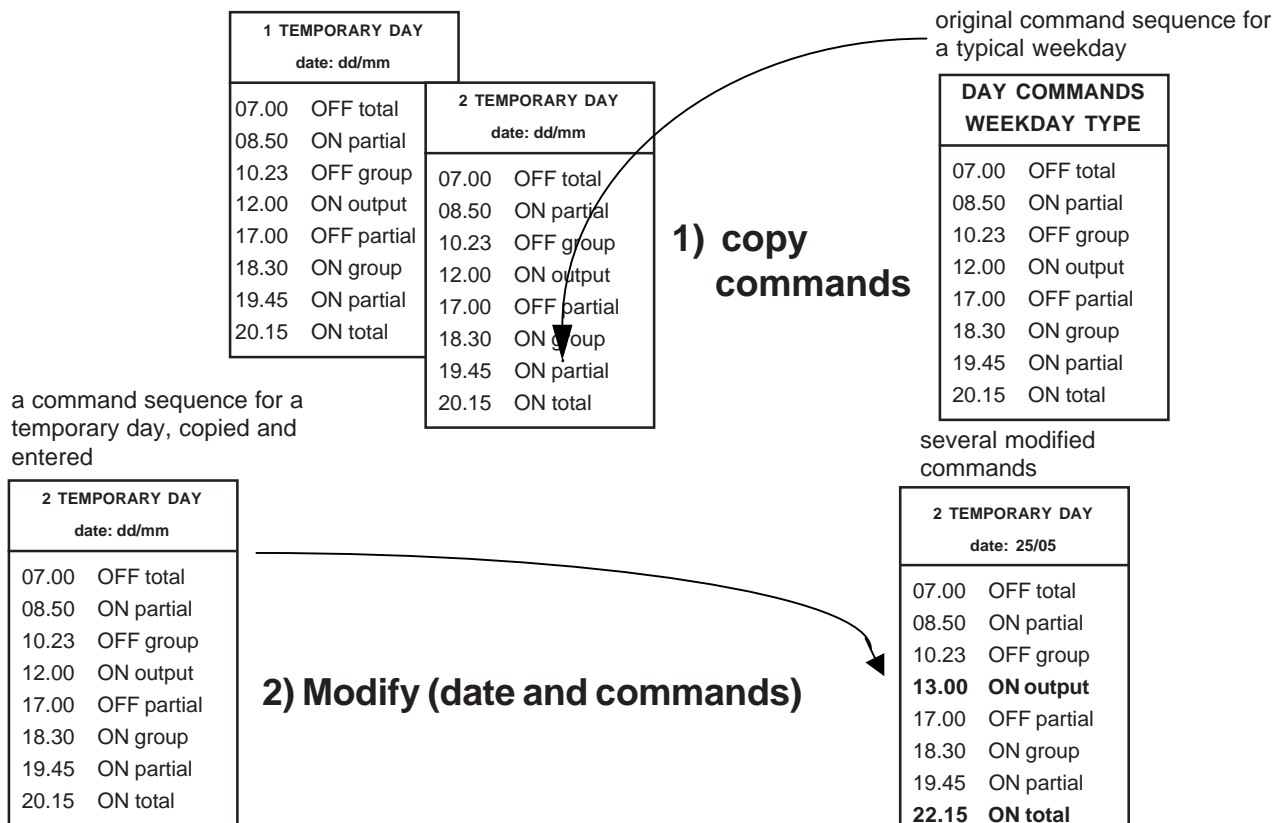 1 TEMPORARY DAY
date: dd/mm
07.00 OFF total
08.50 ON partial
10.23 OFF group
12.00 ON output
17.00 OFF partial
18.30 ON group
19.45 ON partial
20.15 ON total
2 TEMPORARY DAY
date: dd/mm
07.00 OFF total
08.50 ON partial
10.23 OFF group
12.00 ON output
17.00 OFF partial
18.30 ON group
19.45 ON partial
20.15 ON total
1) copy
commands
original command sequence for
a typical weekday
DAY COMMANDS
WEEKDAY TYPE
07.00 OFF total
08.50 ON partial
10.23 OFF group
12.00 ON output
17.00 OFF partial
18.30 ON group
19.45 ON partial
20.15 ON total
a command sequence for a
temporary day, copied and
entered
2 TEMPORARY DAY
date: dd/mm
07.00 OFF total
08.50 ON partial
10.23 OFF group
12.00 ON output
17.00 OFF partial
18.30 ON group
19.45 ON partial
20.15 ON total
2) Modify (date and commands)
several modified
commands
2 TEMPORARY DAY
date: 25/05
07.00 OFF total
08.50 ON partial
10.23 OFF group
13.00 ON output
17.00 OFF partial
18.30 ON group
19.45 ON partial
22.15 ON total